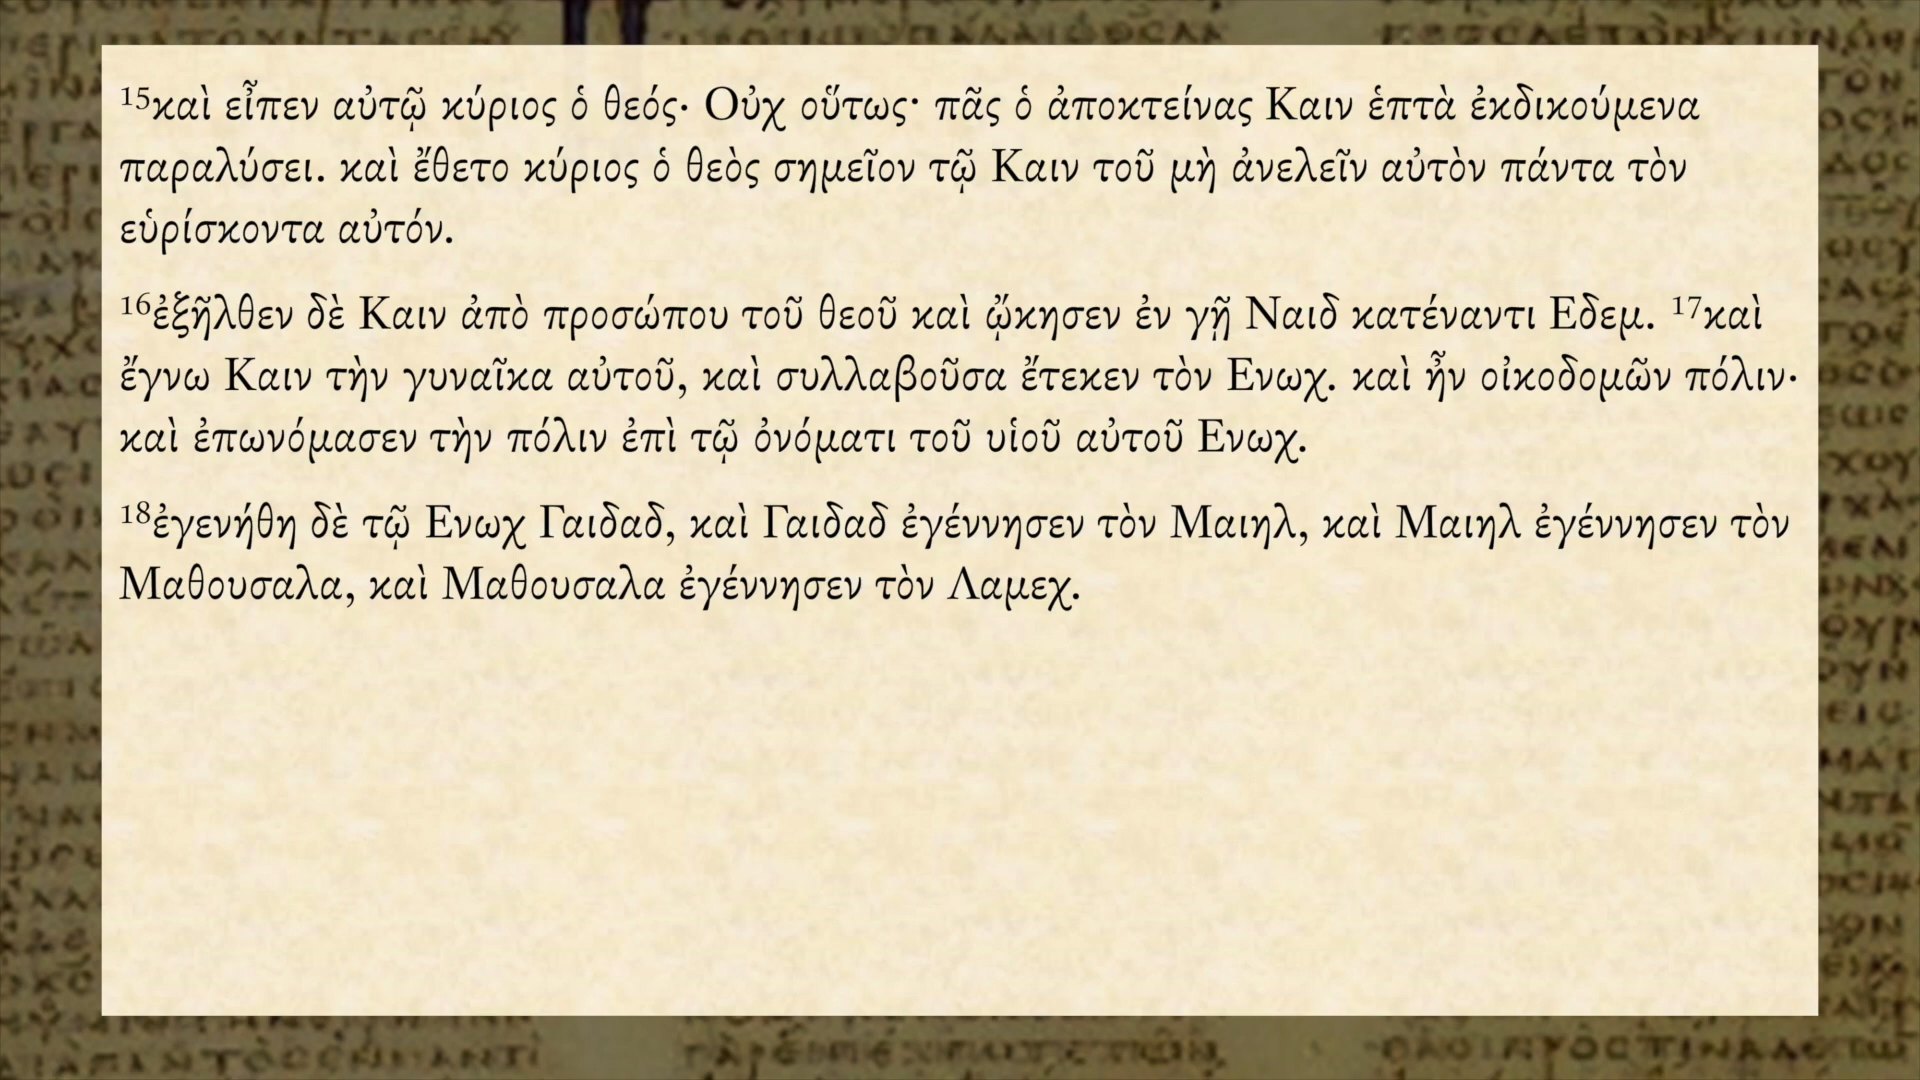 ¹⁵καὶ εἶπεν αὐτῷ κύριος ὁ θεός· Οὐχ οὕτως· πᾶς ὁ ἀποκτείνας Καιν ἑπτὰ ἐκδικούμενα
παραλύσει. καὶ ἔθετο κύριος ὁ θεὸς σημεῖον τῷ Καιν τοῦ μὴ ἀνελεῖν αὐτὸν πάντα τὸν
εὑρίσκοντα αὐτόν.
¹⁶ἐξῆλθεν δὲ Καιν ἀπὸ προσώπου τοῦ θεοῦ καὶ ᾤκησεν ἐν γῇ Ναιδ κατέναντι Εδεμ. ¹⁷καὶ
ἔγνω Καιν τὴν γυναῖκα αὐτοῦ, καὶ συλλαβοῦσα ἔτεκεν τὸν Ενωχ. καὶ ἦν οἰκοδομῶν πόλιν·
καὶ ἐπωνόμασεν τὴν πόλιν ἐπὶ τῷ ὀνόματι τοῦ υἱοῦ αὐτοῦ Ενωχ.
¹⁸ἐγενήθη δὲ τῷ Ενωχ Γαιδαδ, καὶ Γαιδαδ ἐγέννησεν τὸν Μαιηλ, καὶ Μαιηλ ἐγέννησεν τὸν
Μαθουσαλα, καὶ Μαθουσαλα ἐγέννησεν τὸν Λαμεχ.